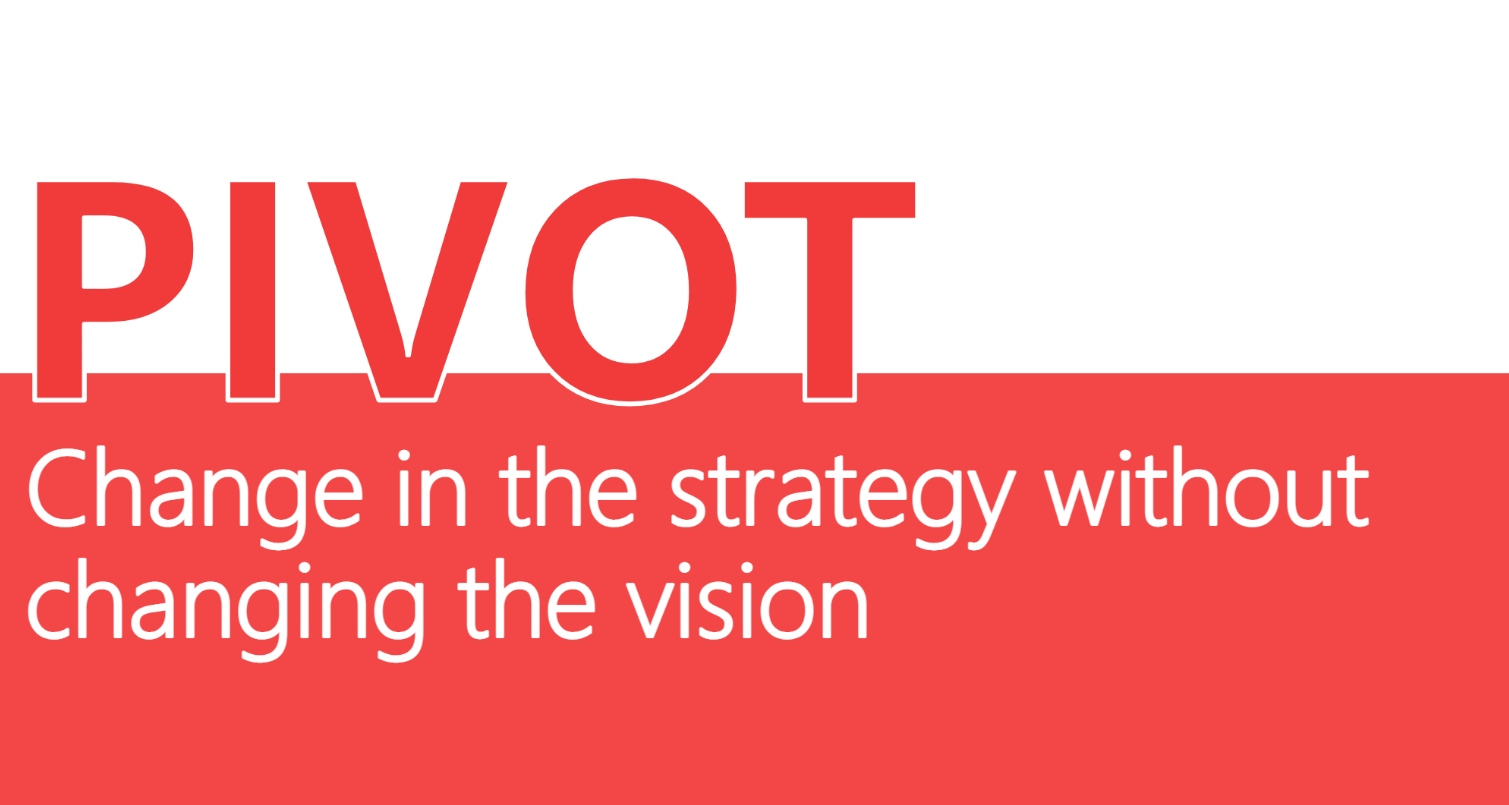 PIVOT
Change in the strategy without
changing the vision